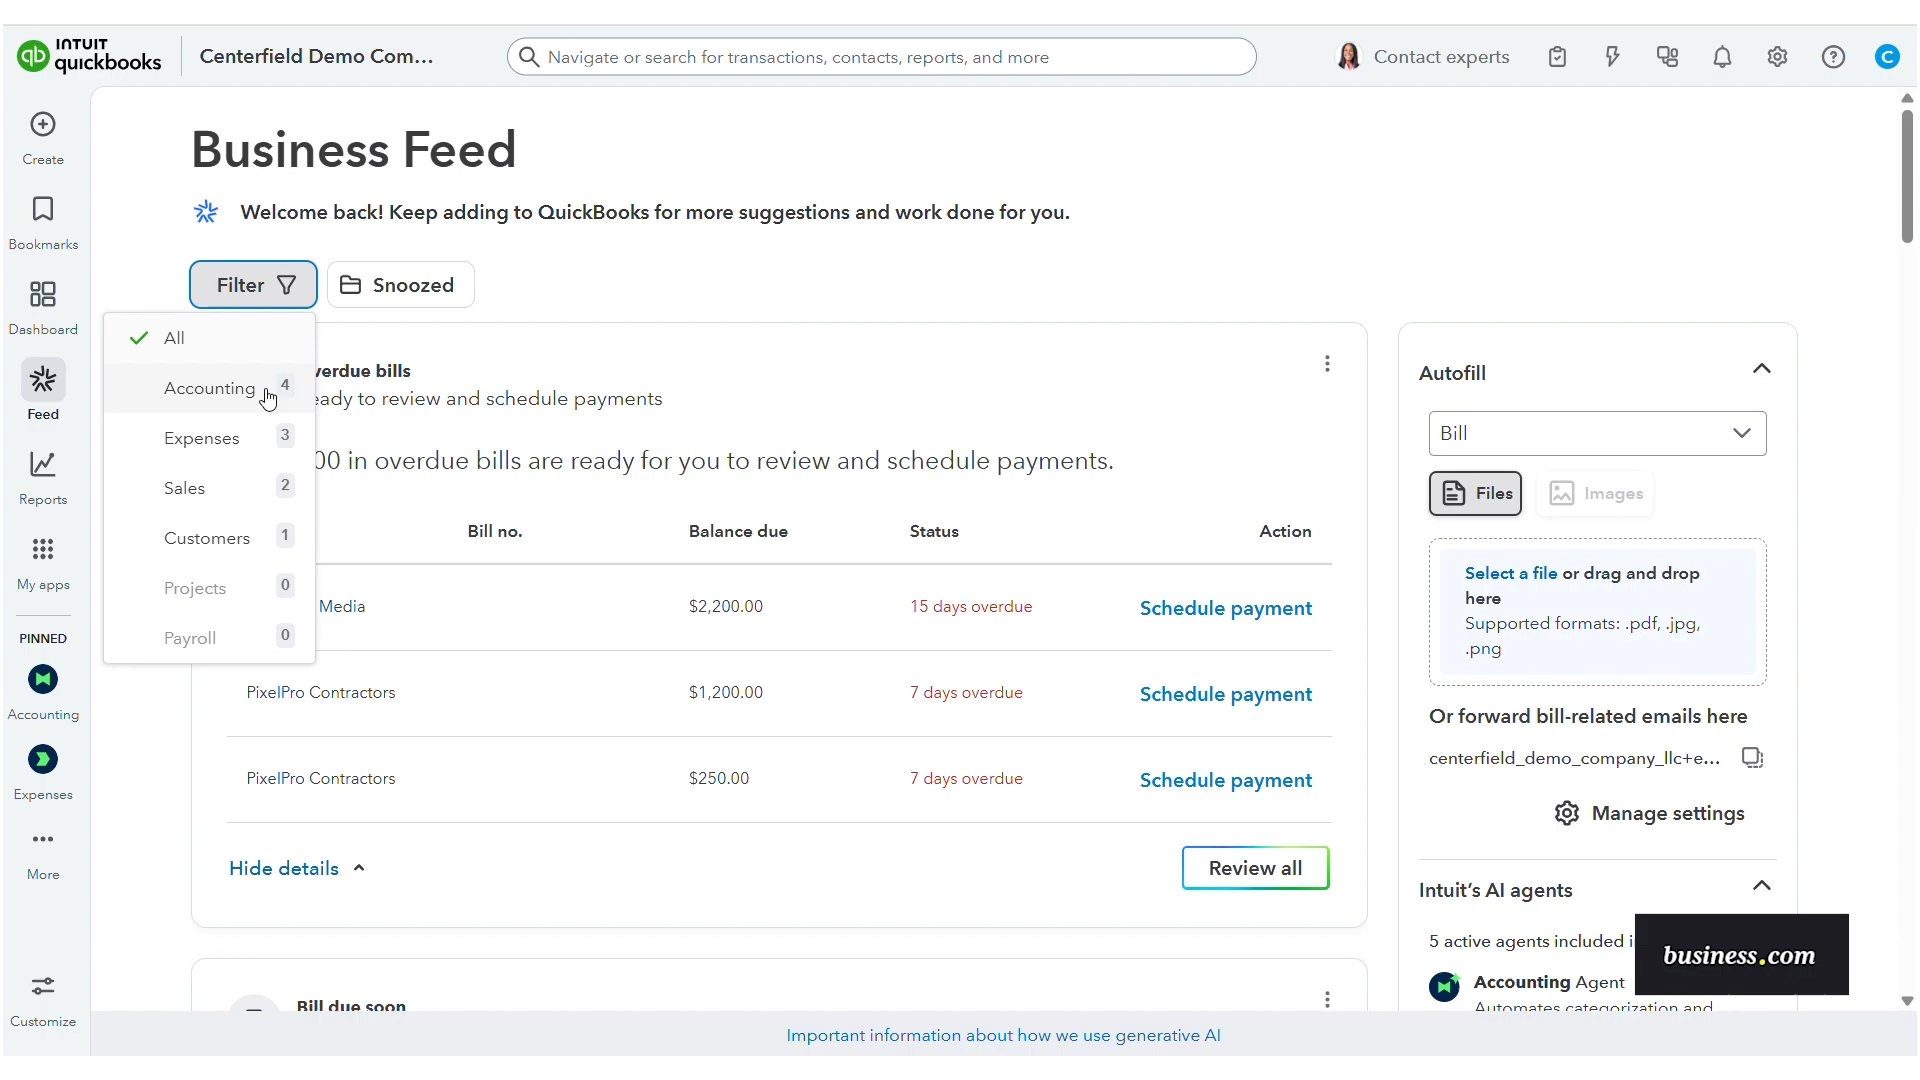 INTUIT
quickbooks
Centerfield Demo Com...
Navigate or search for transactions, contacts, reports, and more
Contact experts
C
Create
Bookmarks
Dashboard
Feed
Reports
My apps
PINNED
Accounting
Expenses
More
Customize
Business Feed
Welcome back! Keep adding to QuickBooks for more suggestions and work done for you.
Filter
Snoozed
All
Accounting 4
Expenses 3
Sales 2
Customers 1
Projects 0
Payroll 0
verdue bills
eady to review and schedule payments
00 in overdue bills are ready for you to review and schedule payments.
Bill no. Balance due Status Action
Media $2,200.00 15 days overdue Schedule payment
PixelPro Contractors $1,200.00 7 days overdue Schedule payment
PixelPro Contractors $250.00 7 days overdue Schedule payment
Hide details
Review all
Bill due soon
Autofill
Bill
Files
Images
Select a file or drag and drop
here
Supported formats: .pdf, .jpg,
.png
Or forward bill-related emails here
centerfield_demo_company_llc+e...
Manage settings
Intuit's AI agents
5 active agents included i
Accounting Agent
Automates categorization and
business.com
Important information about how we use generative AI